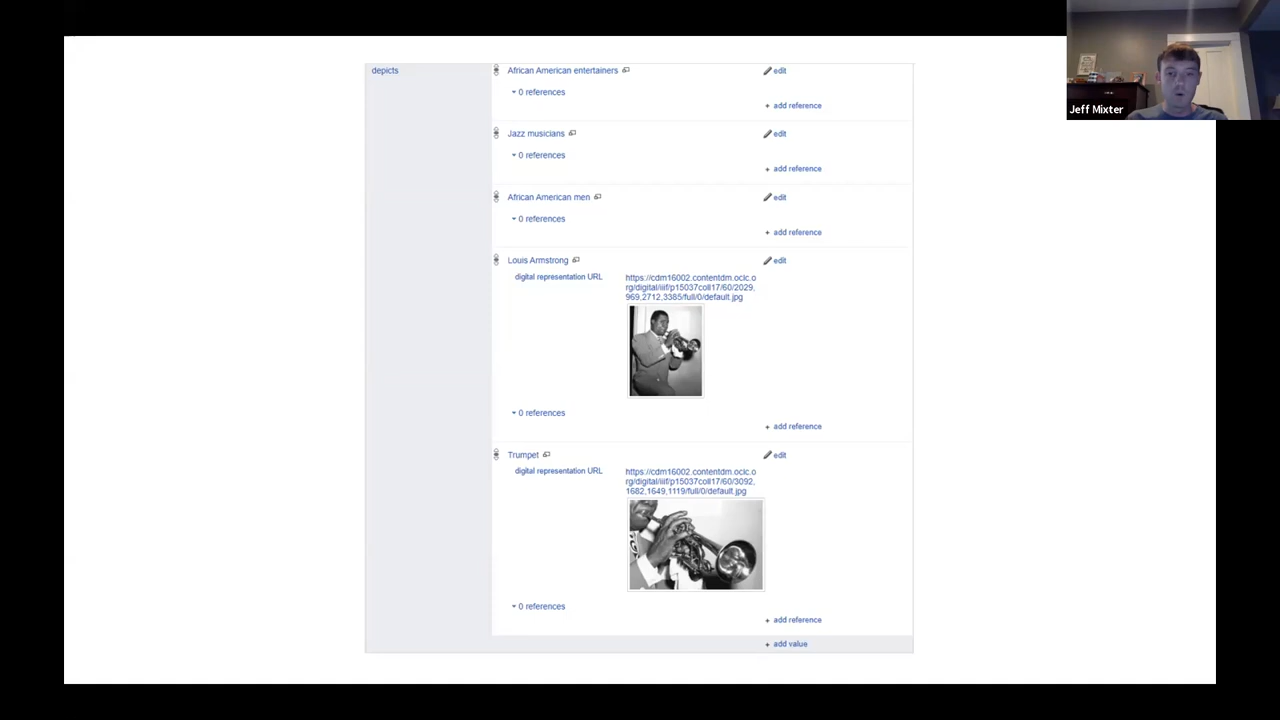 Jeff Mixter
depicts
African American entertainers
edit
0 references
+ add reference
Jazz musicians
edit
0 references
+ add reference
African American men
edit
0 references
+ add reference
Louis Armstrong
edit
digital representation URL
https://cdm16002.contentdm.oclc.o
rg/digital/iiif/p15037coll17/60/2029,
969,2712,3385/full/0/default.jpg
0 references
+ add reference
Trumpet
edit
digital representation URL
https://cdm16002.contentdm.oclc.o
rg/digital/iiif/p15037coll17/60/3092,
1682,1649,1119/full/0/default.jpg
0 references
+ add reference
+ add value